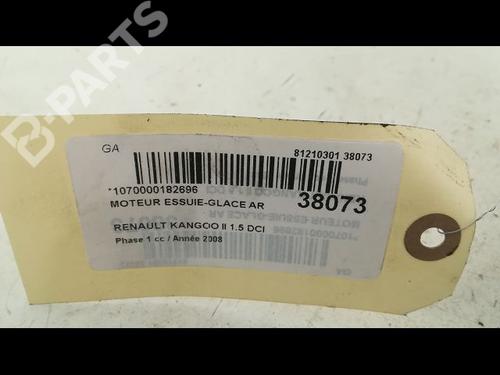 B-PARTS
GA
81210301 38073
*1070000182696
MOTEUR ESSUIE-GLACE AR
38073
RENAULT KANGOO II 1.5 DCI
Phase 1 cc / Année 2008